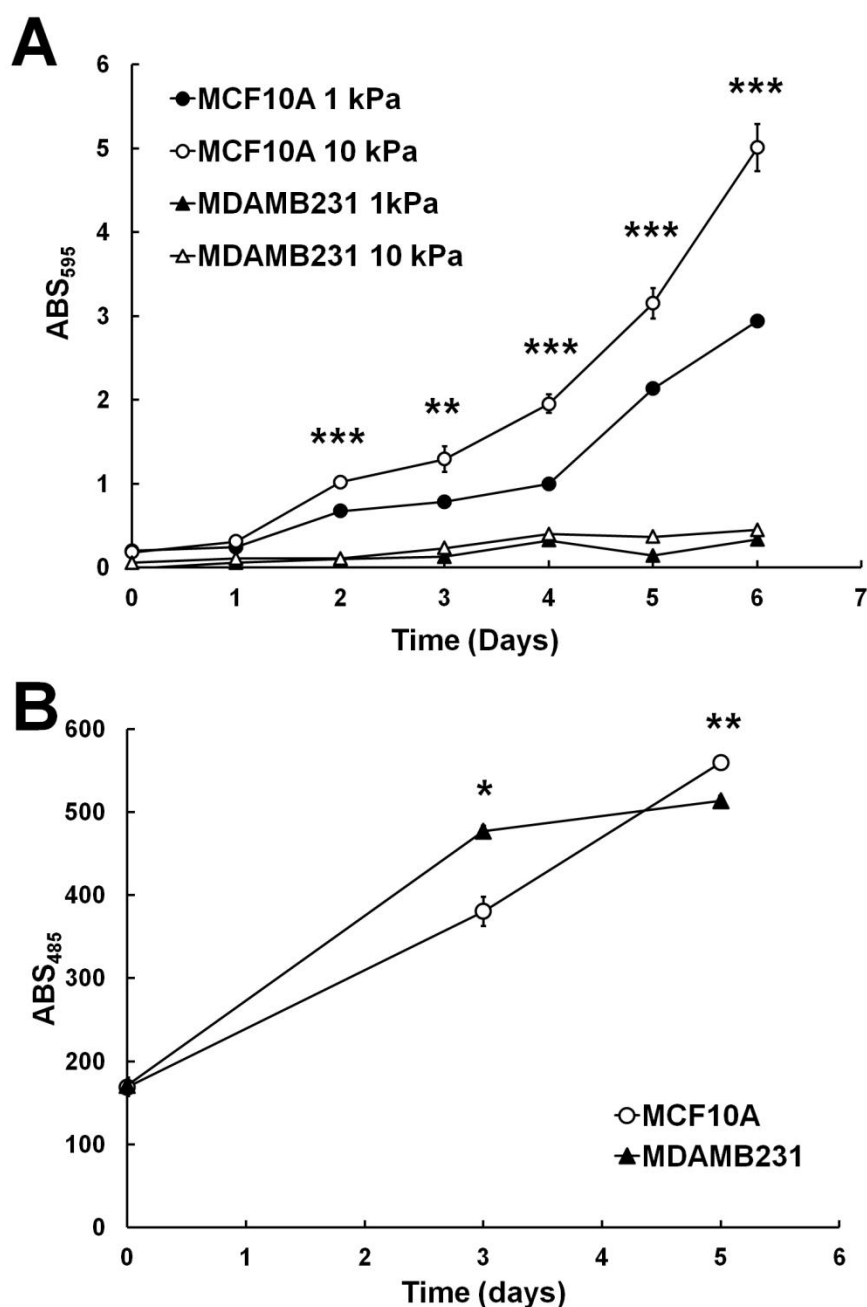 A
6
5
4
3
2
1
0
ABS595
MCF10A 1 kPa
MCF10A 10 kPa
MDAMB231 1kPa
MDAMB231 10 kPa
***
**
***
***
***
0 1 2 3 4 5 6 7
Time (Days)
B
600
500
400
300
200
100
0
ABS485
*
**
MCF10A
MDAMB231
0 1 2 3 4 5 6
Time (days)